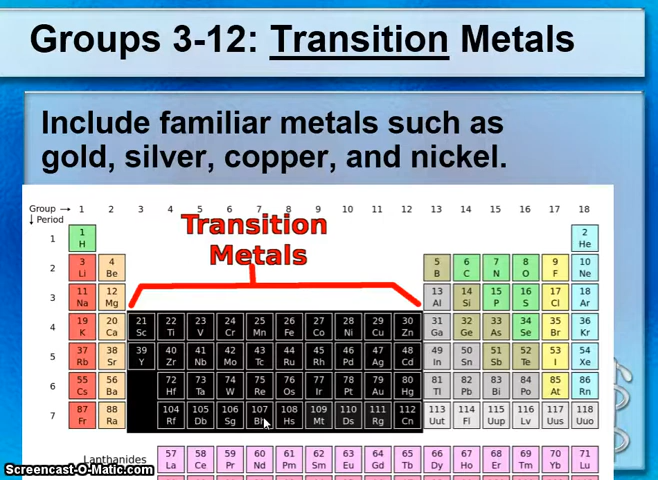 Groups 3-12: Transition Metals
Include familiar metals such as
gold, silver, copper, and nickel.
Group → 1 2 3 4 5 6 7 8 9 10 11 12 13 14 15 16 17 18
↓ Period
Transition
Metals
1 1 2
H He
2 3 4 5 6 7 8 9 10
Li Be B C N O F Ne
3 11 12 13 14 15 16 17 18
Na Mg Al Si P S Cl Ar
4 19 20 21 22 23 24 25 26 27 28 29 30 31 32 33 34 35 36
K Ca Sc Ti V Cr Mn Fe Co Ni Cu Zn Ga Ge As Se Br Kr
5 37 38 39 40 41 42 43 44 45 46 47 48 49 50 51 52 53 54
Rb Sr Y Zr Nb Mo Tc Ru Rh Pd Ag Cd In Sn Sb Te I Xe
6 55 56 72 73 74 75 76 77 78 79 80 81 82 83 84 85 86
Cs Ba Hf Ta W Re Os Ir Pt Au Hg Tl Pb Bi Po At Rn
7 87 88 104 105 106 107 108 109 110 111 112 113 114 115 116 117 118
Fr Ra Rf Db Sg Bh Hs Mt Ds Rg Cn Uut Fl Uup Lv Uus Uuo
57 58 59 60 61 62 63 64 65 66 67 68 69 70 71
Lanthanides La Ce Pr Nd Pm Sm Eu Gd Tb Dy Ho Er Tm Yb Lu
Screencast-O-Matic.com